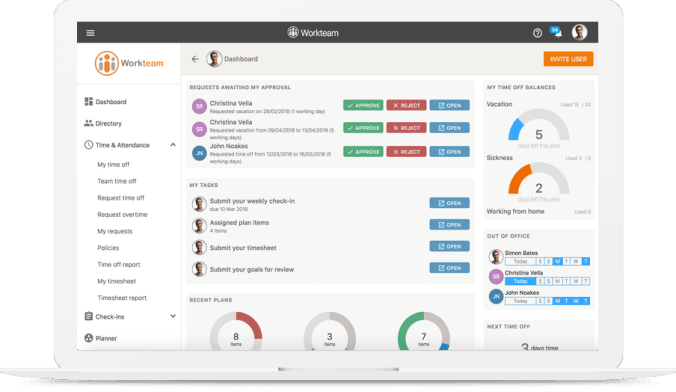 Workteam
24
Workteam
Dashboard
INVITE USER
Dashboard
Directory
Time & Attendance
My time off
Team time off
Request time off
Request overtime
My requests
Policies
Time off report
My timesheet
Timesheet report
Check-ins
Planner
REQUESTS AWAITING MY APPROVAL
SR
Christina Vella
Requested vacation on 28/02/2018 (1 working day)
APPROVE
REJECT
OPEN
SR
Christina Vella
Requested vacation from 09/04/2018 to 13/04/2018 (5
working days)
APPROVE
REJECT
OPEN
JN
John Noakes
Requested time off from 12/03/2018 to 16/03/2018 (5
working days)
APPROVE
REJECT
OPEN
MY TASKS
Submit your weekly check-in
due 10 Mar 2018
OPEN
Assigned plan items
4 items
OPEN
Submit your timesheet
OPEN
Submit your goals for review
OPEN
RECENT PLANS
8
items
3
items
7
items
MY TIME OFF BALANCES
Vacation
Used 15 / 20
5
days left this year
Sickness
Used 3 / 5
2
days left this year
Working from home
Used 0
OUT OF OFFICE
Simon Bates
Today S S M T W T
SR
Christina Vella
Today S S M T W T
JN
John Noakes
Today S S M T W T
NEXT TIME OFF
3 days time